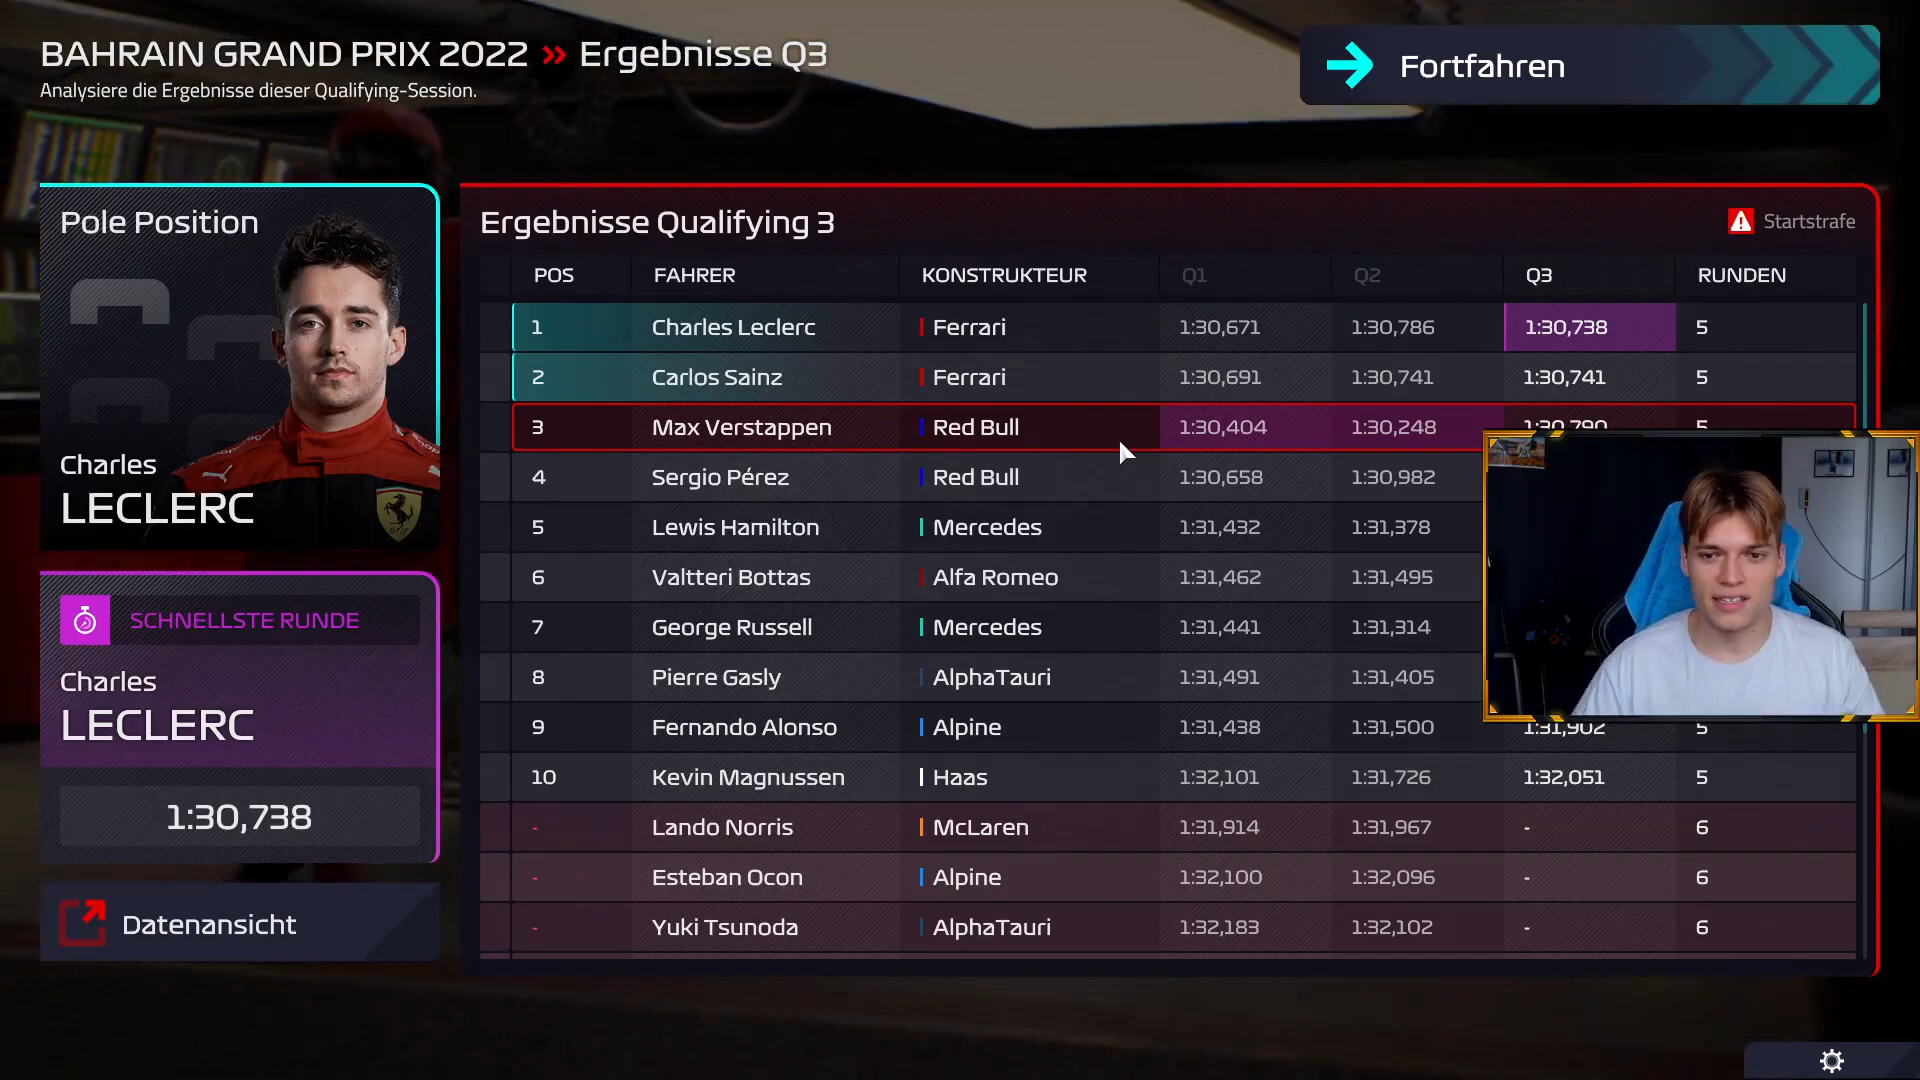 BAHRAIN GRAND PRIX 2022 » Ergebnisse Q3
Analysiere die Ergebnisse dieser Qualifying-Session.
Fortfahren
Pole Position
Charles
LECLERC
SCHNELLSTE RUNDE
Charles
LECLERC
1:30,738
Datenansicht
Ergebnisse Qualifying 3
Startstrafe
POS FAHRER KONSTRUKTEUR Q1 Q2 Q3 RUNDEN
1 Charles Leclerc Ferrari 1:30,671 1:30,786 1:30,738 5
2 Carlos Sainz Ferrari 1:30,691 1:30,741 1:30,741 5
3 Max Verstappen Red Bull 1:30,404 1:30,248 1:30,790 5
4 Sergio Pérez Red Bull 1:30,658 1:30,982
5 Lewis Hamilton Mercedes 1:31,432 1:31,378
6 Valtteri Bottas Alfa Romeo 1:31,462 1:31,495
7 George Russell Mercedes 1:31,441 1:31,314
8 Pierre Gasly AlphaTauri 1:31,491 1:31,405
9 Fernando Alonso Alpine 1:31,438 1:31,500 1:31,902 5
10 Kevin Magnussen Haas 1:32,101 1:31,726 1:32,051 5
- Lando Norris McLaren 1:31,914 1:31,967 - 6
- Esteban Ocon Alpine 1:32,100 1:32,096 - 6
- Yuki Tsunoda AlphaTauri 1:32,183 1:32,102 - 6